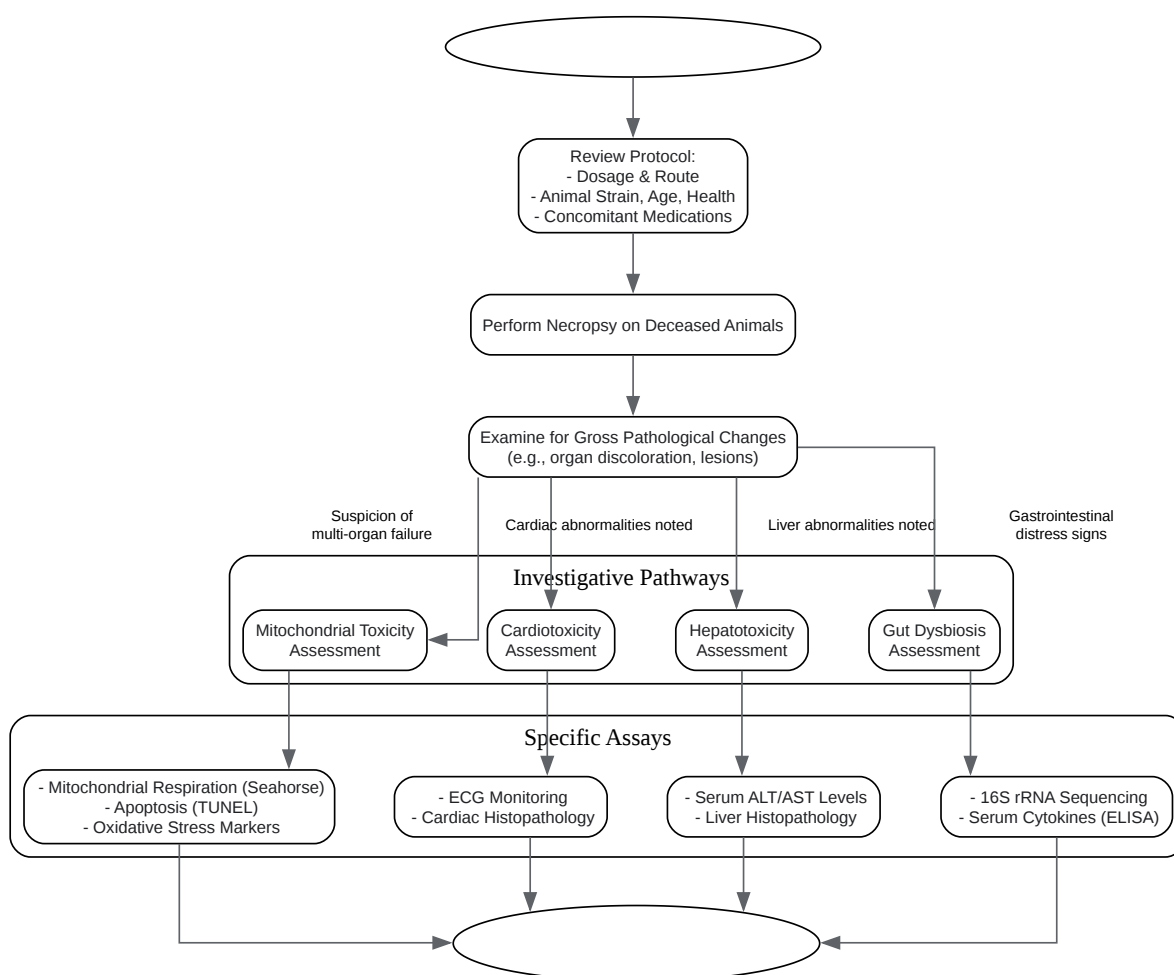 Review Protocol:
- Dosage & Route
- Animal Strain, Age, Health
- Concomitant Medications
Perform Necropsy on Deceased Animals
Examine for Gross Pathological Changes
(e.g., organ discoloration, lesions)
Suspicion of
multi-organ failure
Cardiac abnormalities noted
Liver abnormalities noted
Gastrointestinal
distress signs
Investigative Pathways
Mitochondrial Toxicity
Assessment
Cardiotoxicity
Assessment
Hepatotoxicity
Assessment
Gut Dysbiosis
Assessment
Specific Assays
- Mitochondrial Respiration (Seahorse)
- Apoptosis (TUNEL)
- Oxidative Stress Markers
- ECG Monitoring
- Cardiac Histopathology
- Serum ALT/AST Levels
- Liver Histopathology
- 16S rRNA Sequencing
- Serum Cytokines (ELISA)